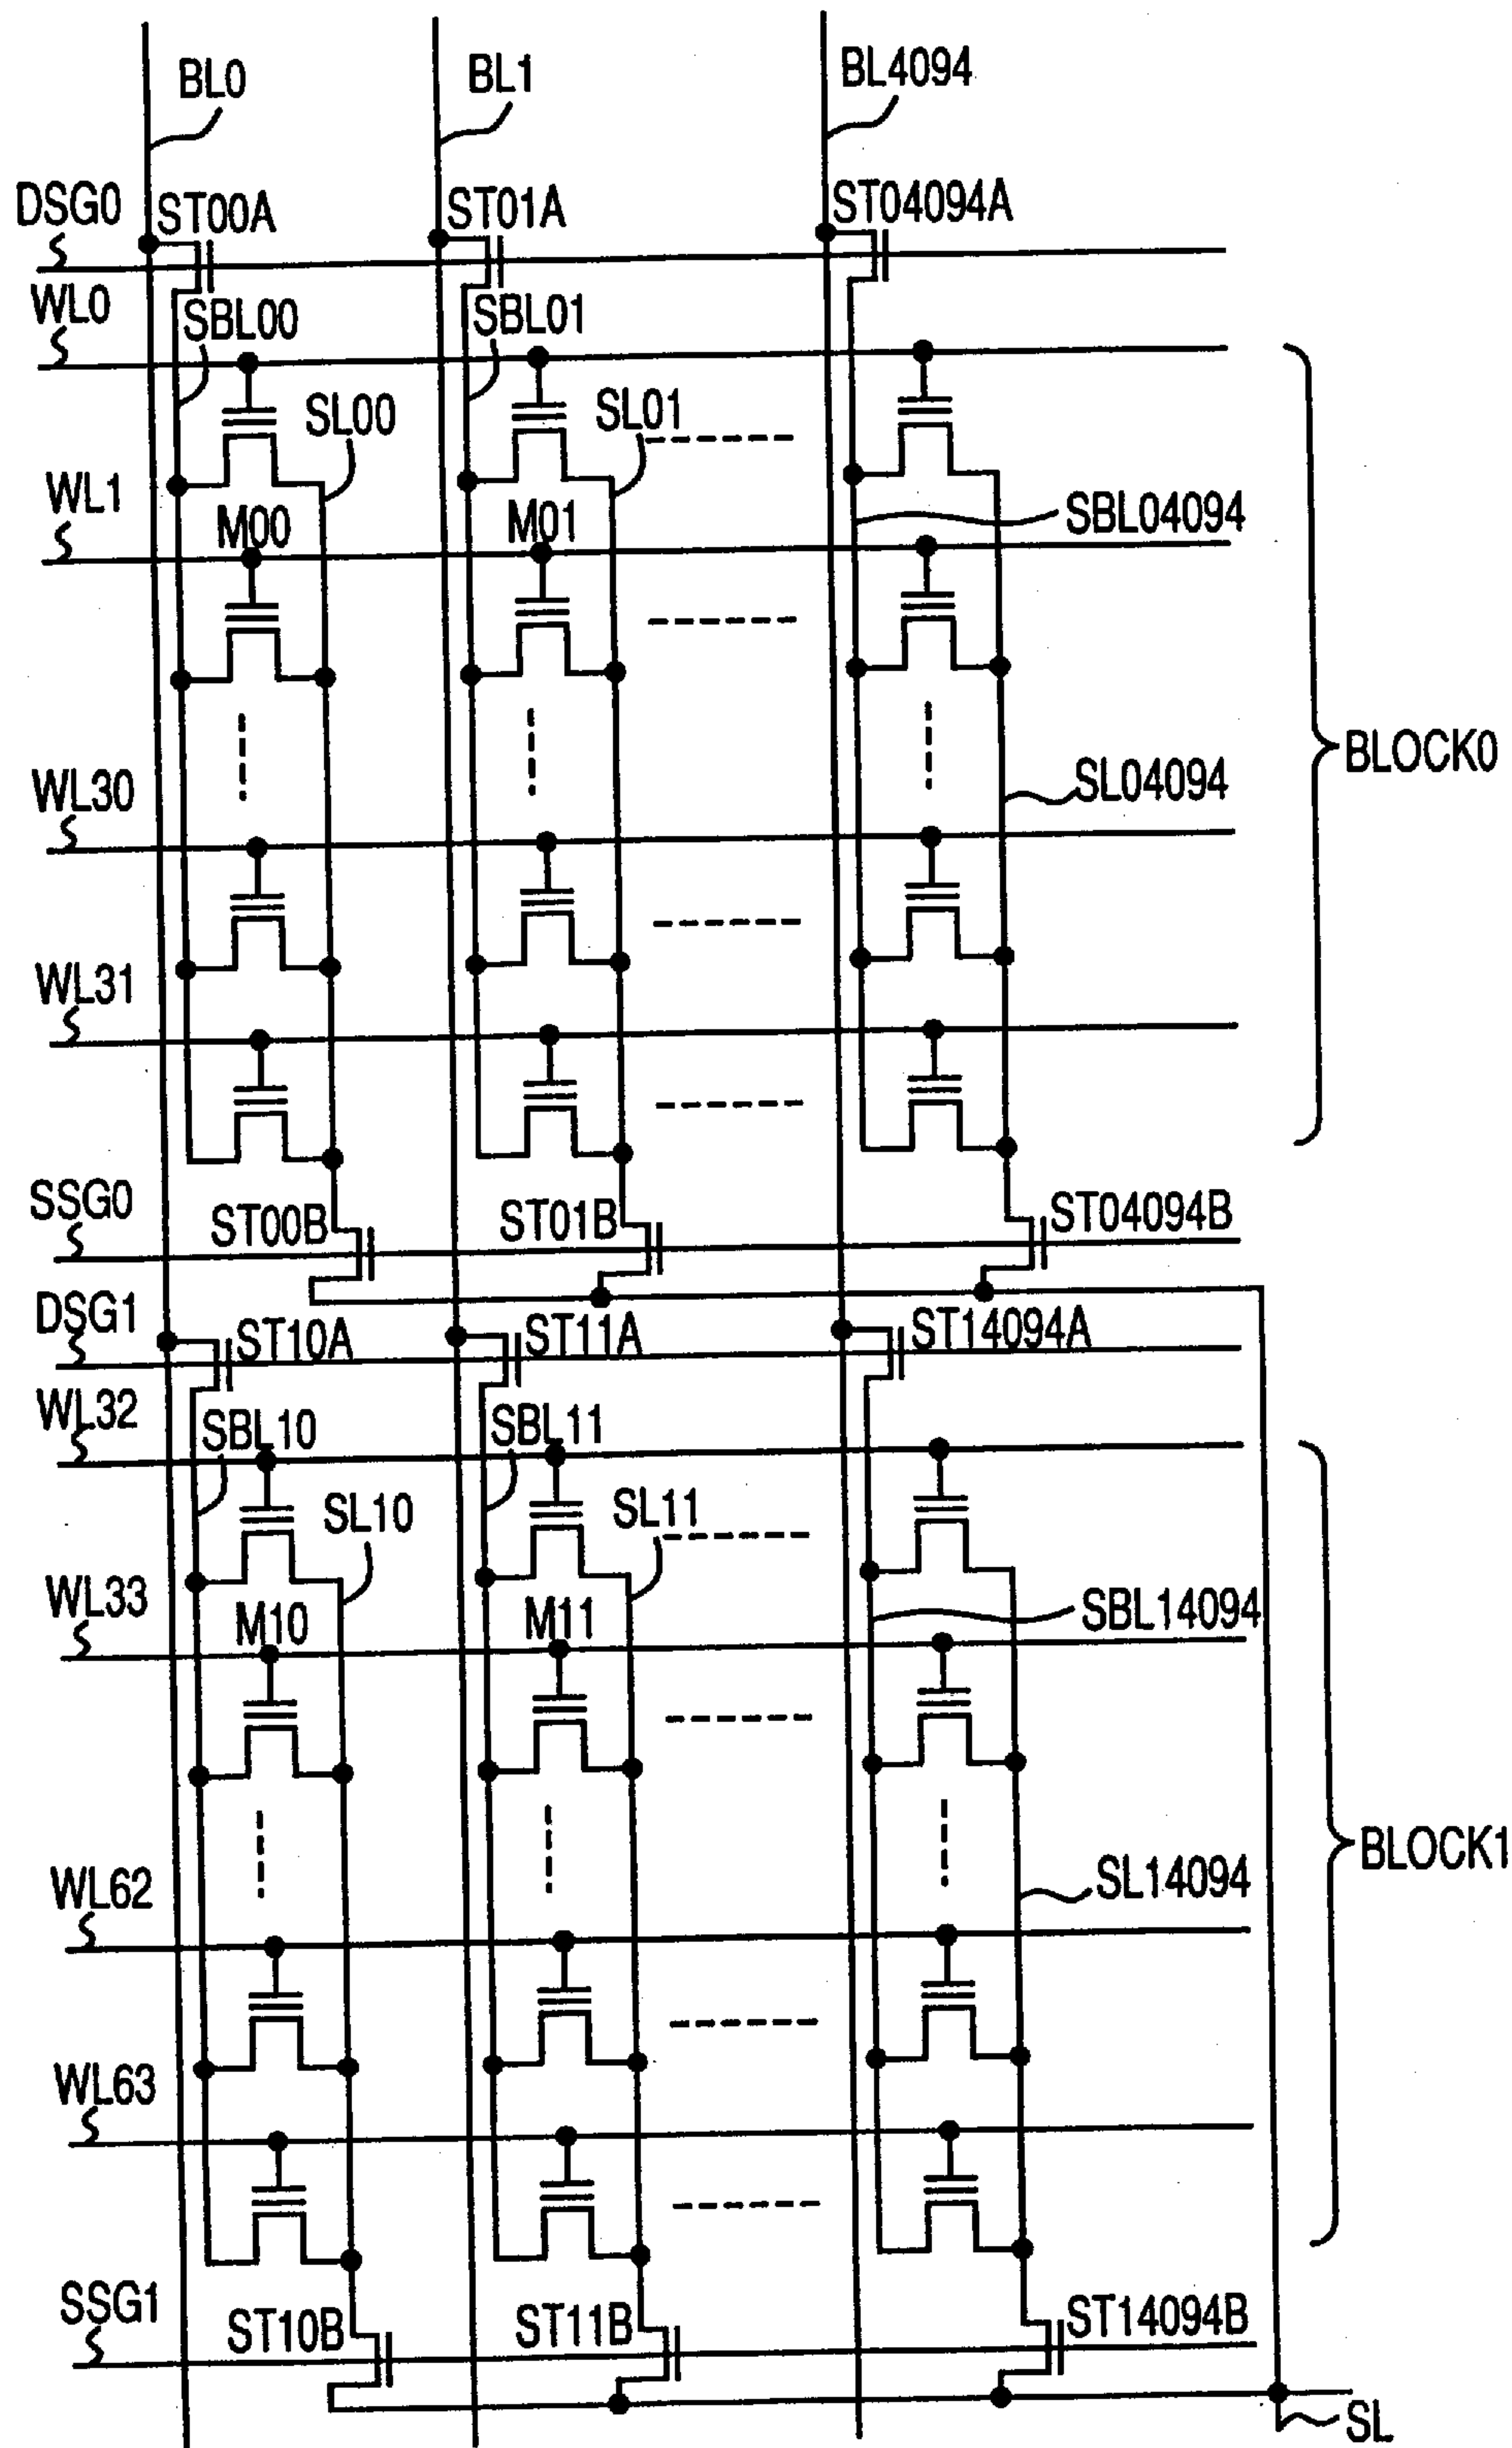 BL0
BL1
BL4094
DSG0
ST00A
ST01A
ST04094A
WL0
SBL00
SBL01
SL00
SL01
WL1
M00
M01
SBL04094
BLOCK0
WL30
SL04094
WL31
SSG0
ST00B
ST01B
ST04094B
DSG1
ST10A
ST11A
ST14094A
WL32
SBL10
SBL11
SL10
SL11
WL33
M10
M11
SBL14094
BLOCK1
WL62
SL14094
WL63
SSG1
ST10B
ST11B
ST14094B
SL